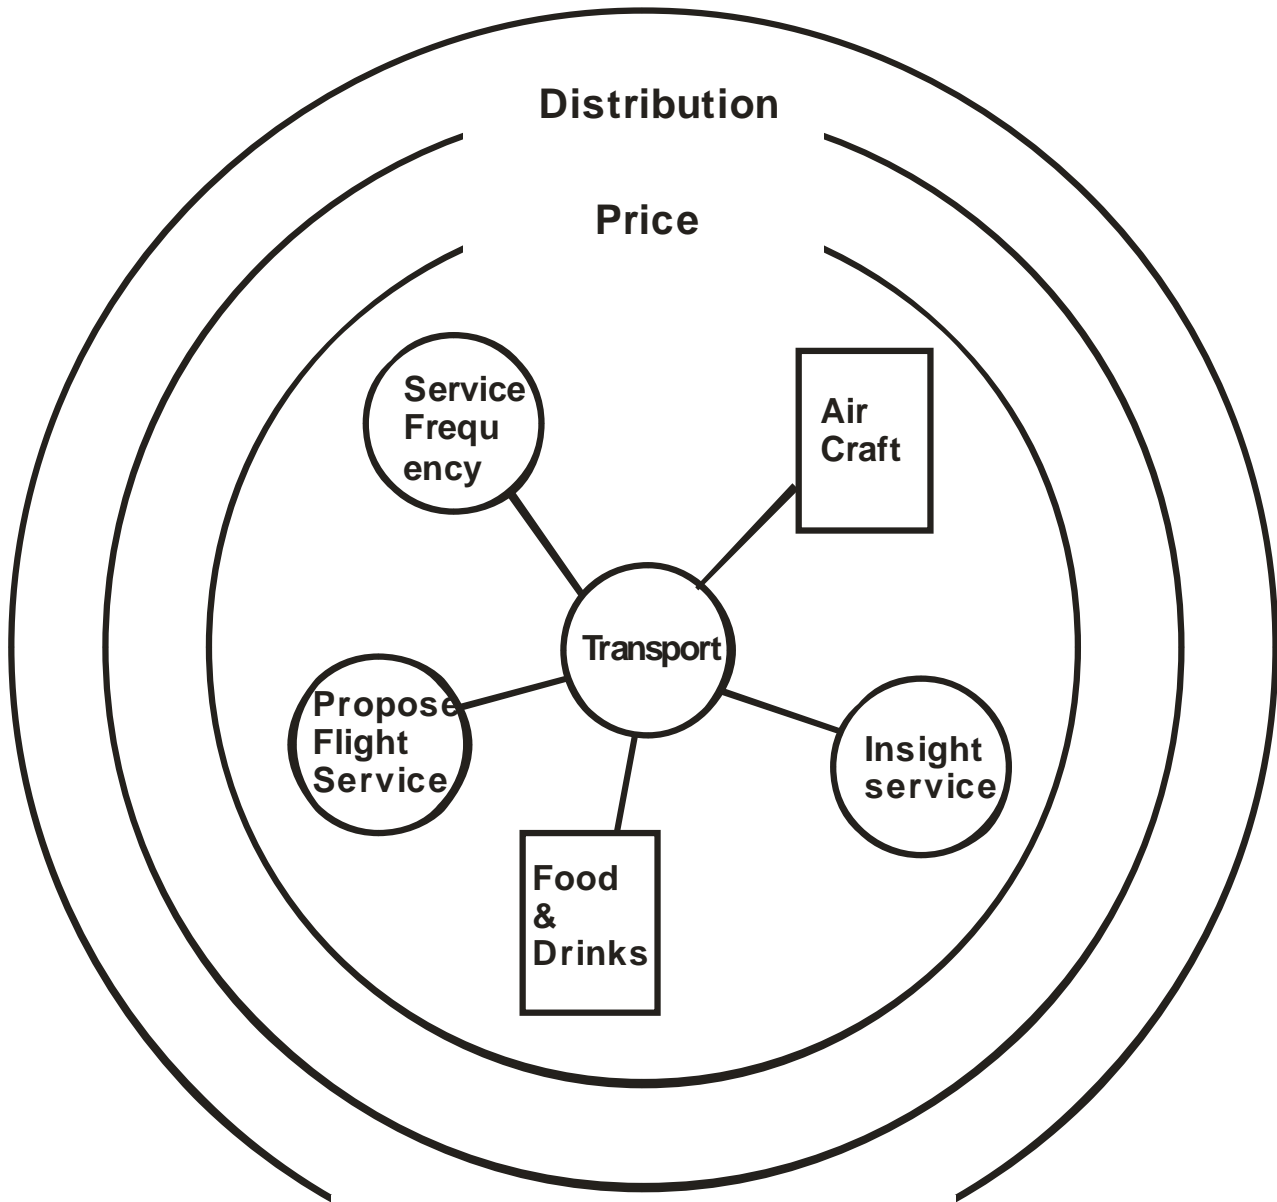 Distribution
Price
Service
Frequ
ency
Air
Craft
Transport
Propose
Flight
Service
Insight
service
Food
&
Drinks